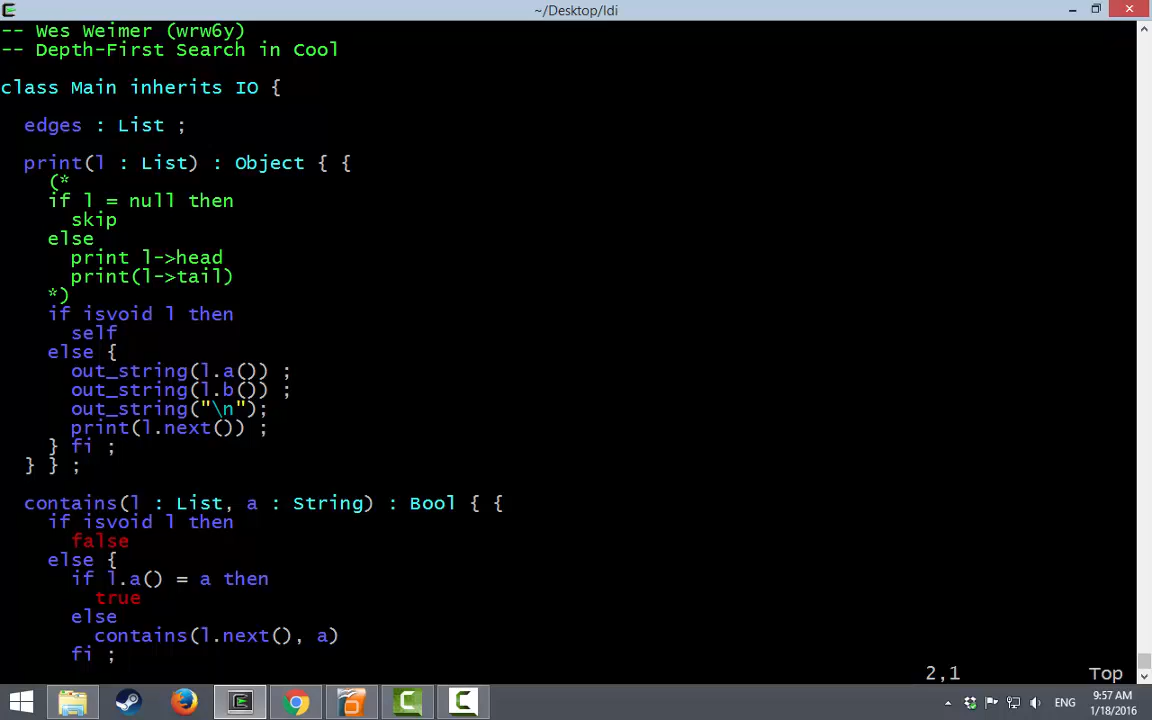 ~/Desktop/ldi
-- Wes Weimer (wrw6y)
-- Depth-First Search in Cool
class Main inherits IO {
edges : List ;
print(l : List) : Object { {
(*
if l = null then
skip
else
print l->head
print(l->tail)
*)
if isvoid l then
self
else {
out_string(l.a()) ;
out_string(l.b()) ;
out_string("\n");
print(l.next()) ;
} fi ;
} } ;
contains(l : List, a : String) : Bool { {
if isvoid l then
false
else {
if l.a() = a then
true
else
contains(l.next(), a)
fi ;
2,1 Top
ENG
9:57 AM
1/18/2016